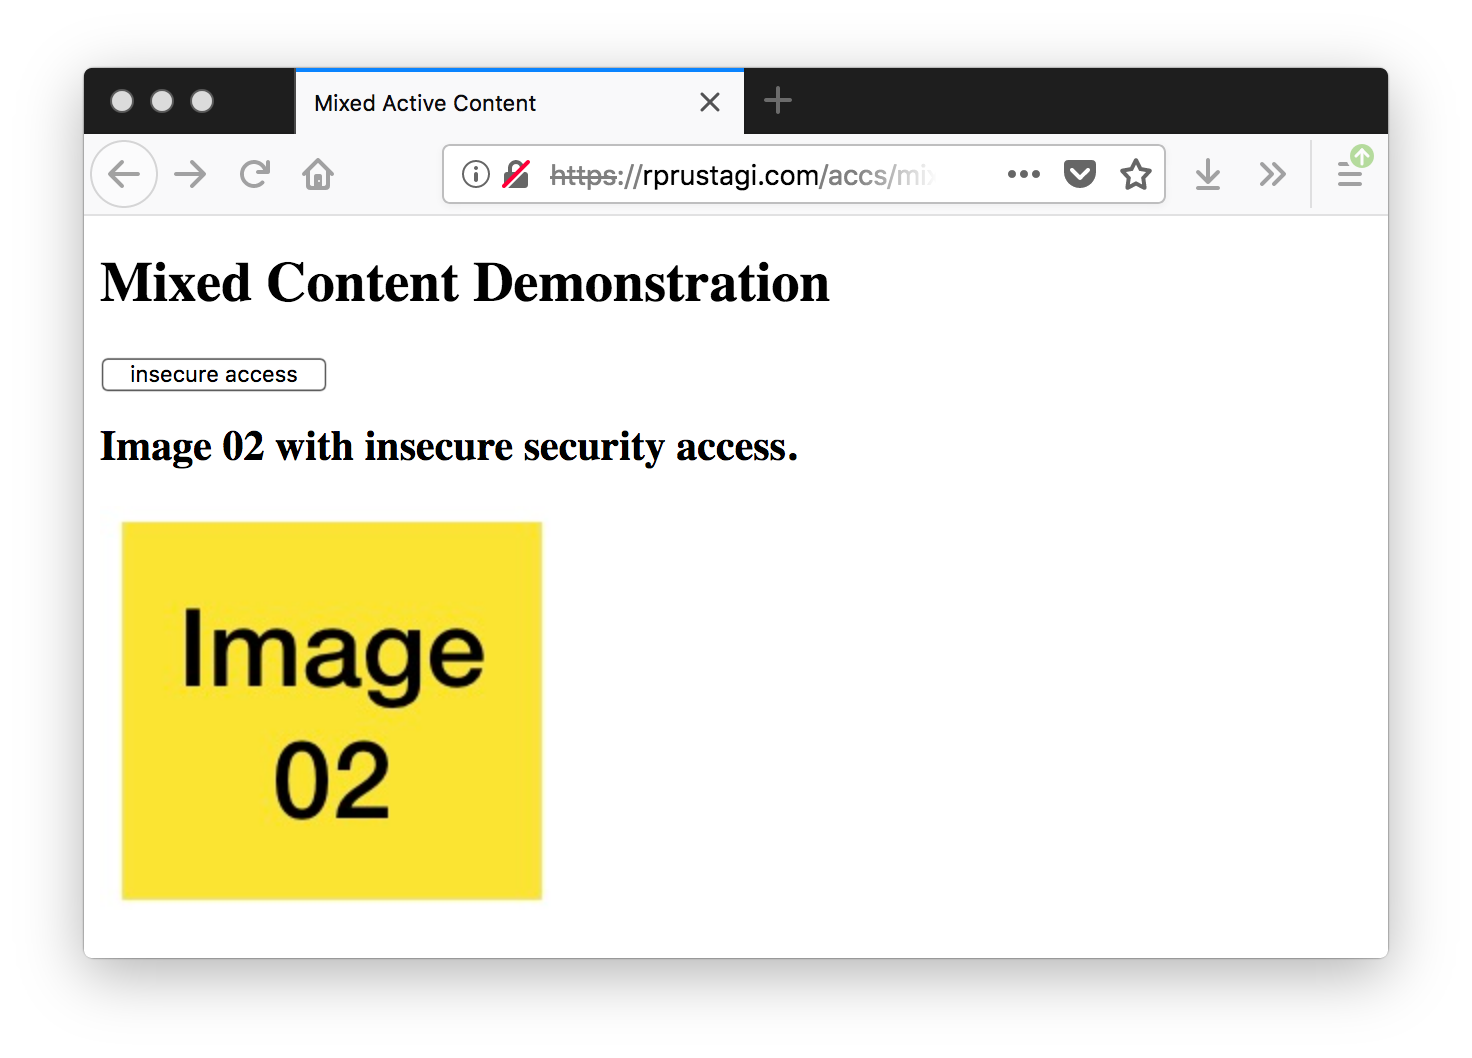 Mixed Active Content
https://rprustagi.com/accs/mix
Mixed Content Demonstration
insecure access
Image 02 with insecure security access.
Image
02